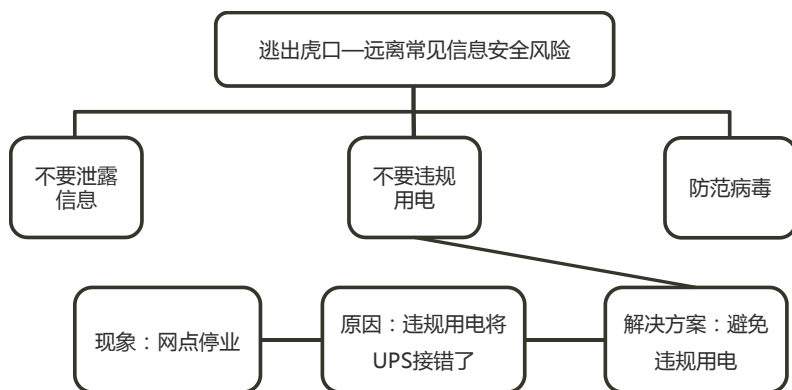 逃出虎口—远离常见信息安全风险
不要泄露
信息
不要违规
用电
防范病毒
现象：网点停业
原因：违规用电将
UPS接错了
解决方案：避免
违规用电